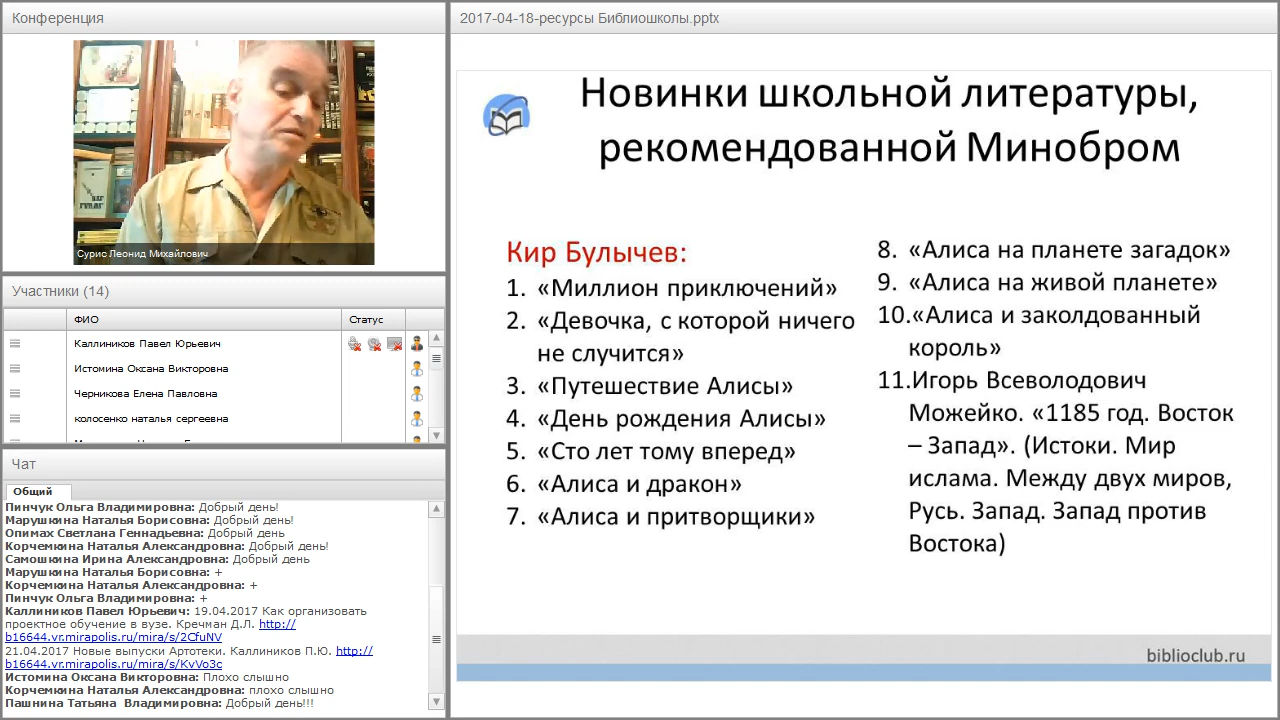 Конференция
Сурис Леонид Михайлович
Участники (14)
ФИО
Статус
Каллиников Павел Юрьевич
Истомина Оксана Викторовна
Черникова Елена Павловна
колосенко наталья сергеевна
Чат
Общий
Пинчук Ольга Владимировна: Добрый день!
Марушкина Наталья Борисовна: Добрый день!
Опимах Светлана Геннадьевна: Добрый день
Корчемкина Наталья Александровна: Добрый день!
Самошкина Ирина Александровна: Добрый день
Марушкина Наталья Борисовна: +
Корчемкина Наталья Александровна: +
Пинчук Ольга Владимировна: +
Каллиников Павел Юрьевич: 19.04.2017 Как организовать
проектное обучение в вузе. Кречман Д.Л. http://
b16644.vr.mirapolis.ru/mira/s/2CfuNV
21.04.2017 Новые выпуски Артотеки. Каллиников П.Ю. http://
b16644.vr.mirapolis.ru/mira/s/KvVo3c
Истомина Оксана Викторовна: Плохо слышно
Корчемкина Наталья Александровна: плохо слышно
Пашнина Татьяна Владимировна: Добрый день!!!
2017-04-18-ресурсы Библиошколы.pptx
Новинки школьной литературы,
рекомендованной Минобром
Кир Булычев:
1. «Миллион приключений»
2. «Девочка, с которой ничего
не случится»
3. «Путешествие Алисы»
4. «День рождения Алисы»
5. «Сто лет тому вперед»
6. «Алиса и дракон»
7. «Алиса и притворщики»
8. «Алиса на планете загадок»
9. «Алиса на живой планете»
10.«Алиса и заколдованный
король»
11.Игорь Всеволодович
Можейко. «1185 год. Восток
– Запад». (Истоки. Мир
ислама. Между двух миров,
Русь. Запад. Запад против
Востока)
biblioclub.ru